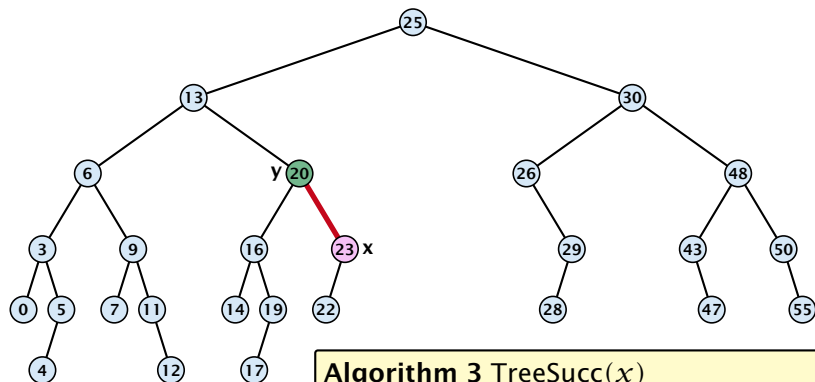 25
13 30
6 y 20 26 48
3 9 16 23 x 29 43 50
0 5 7 11 14 19 22 28 47 55
4 12 17
Algorithm 3 TreeSucc(x)